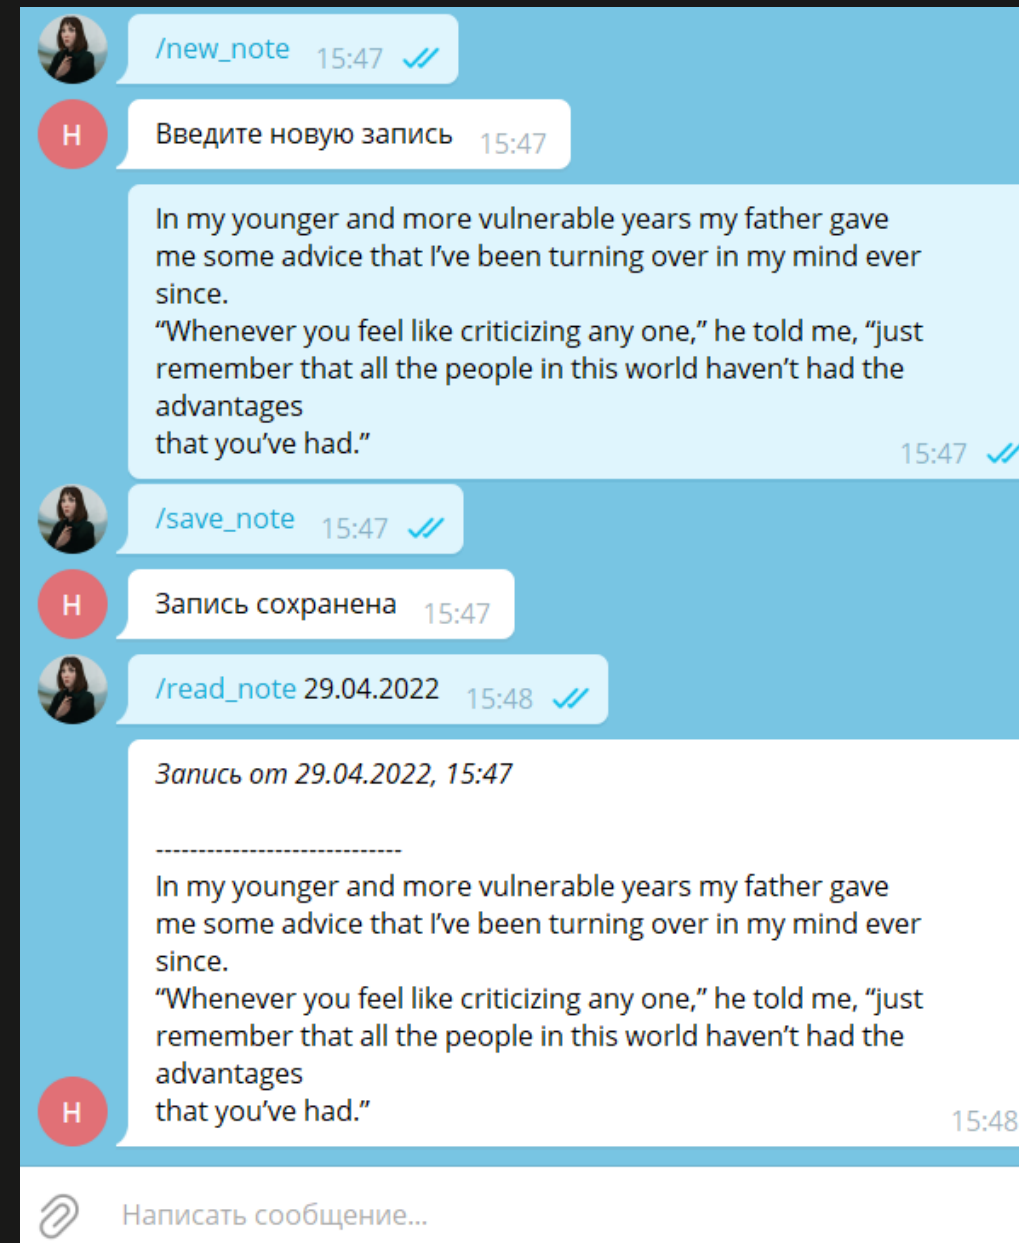 /new_note 15:47
H
Введите новую запись 15:47
In my younger and more vulnerable years my father gave
me some advice that I’ve been turning over in my mind ever
since.
“Whenever you feel like criticizing any one,” he told me, “just
remember that all the people in this world haven’t had the
advantages
that you’ve had.”
15:47
/save_note 15:47
H
Запись сохранена 15:47
/read_note 29.04.2022 15:48
Запись от 29.04.2022, 15:47
-----------------------------
In my younger and more vulnerable years my father gave
me some advice that I’ve been turning over in my mind ever
since.
“Whenever you feel like criticizing any one,” he told me, “just
remember that all the people in this world haven’t had the
advantages
that you’ve had.”
H
15:48
Написать сообщение...